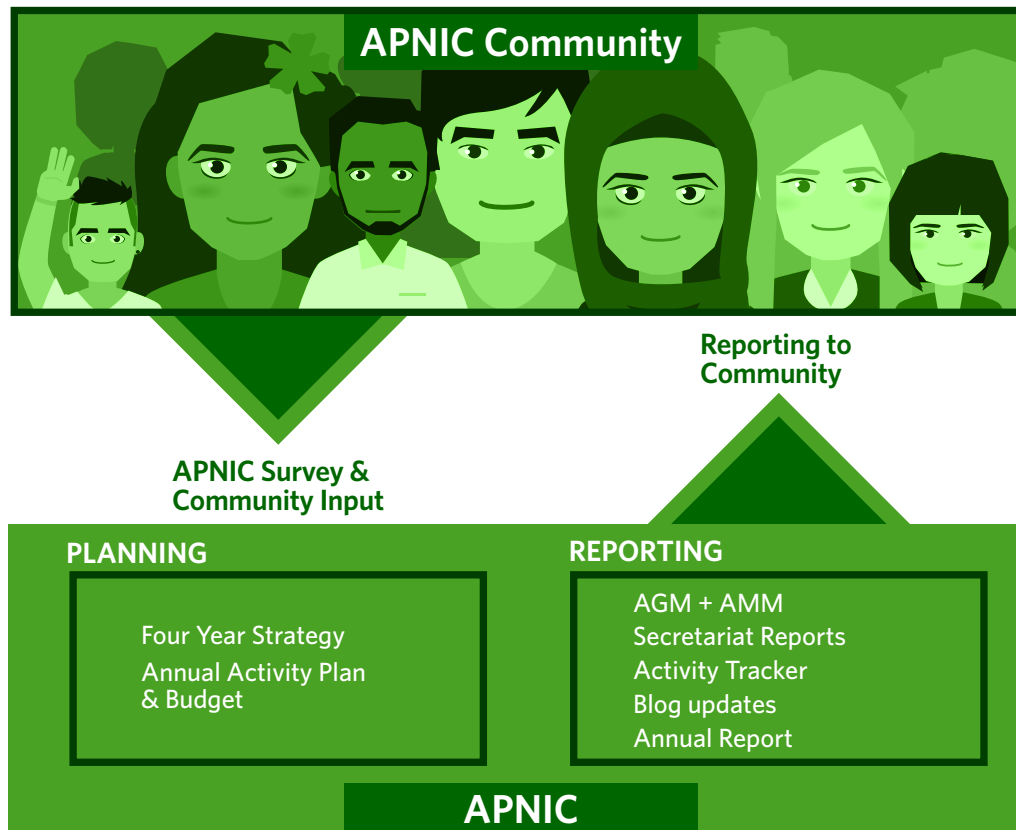 APNIC Community
Reporting to
Community
APNIC Survey &
Community Input
PLANNING
Four Year Strategy
Annual Activity Plan
& Budget
REPORTING
AGM + AMM
Secretariat Reports
Activity Tracker
Blog updates
Annual Report
APNIC